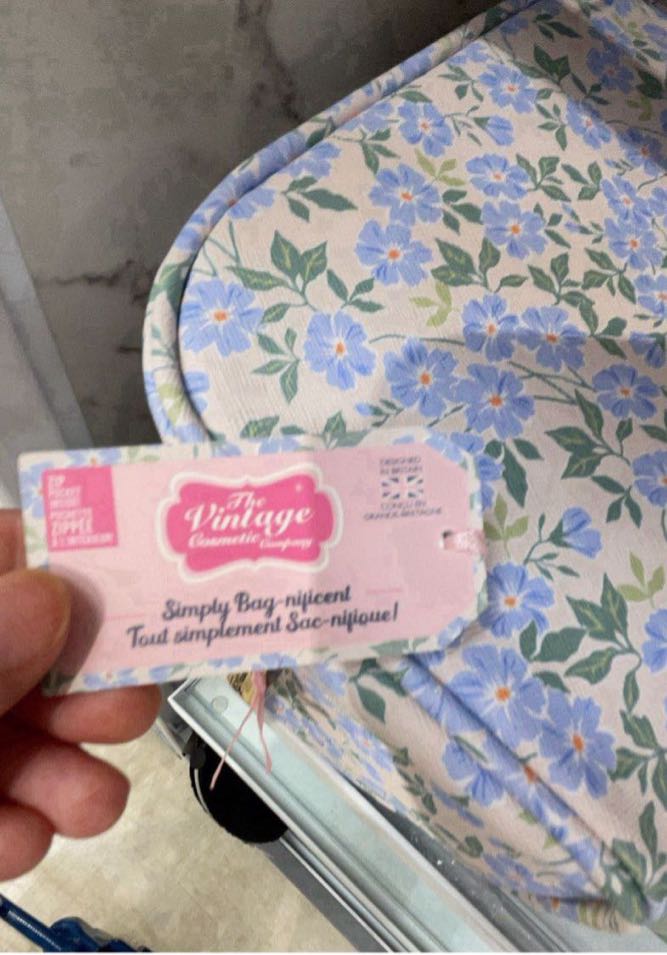 ZIP
POCKET
INSIDE
POCHETTE
ZIPPÉE
À L'INTÉRIEUR
The
Vintage
Cosmetic Company
DESIGNED
IN BRITAIN
CONÇU EN
GRANDE-BRETAGNE
Simply Bag-nificent
Tout simplement Sac-nifique!